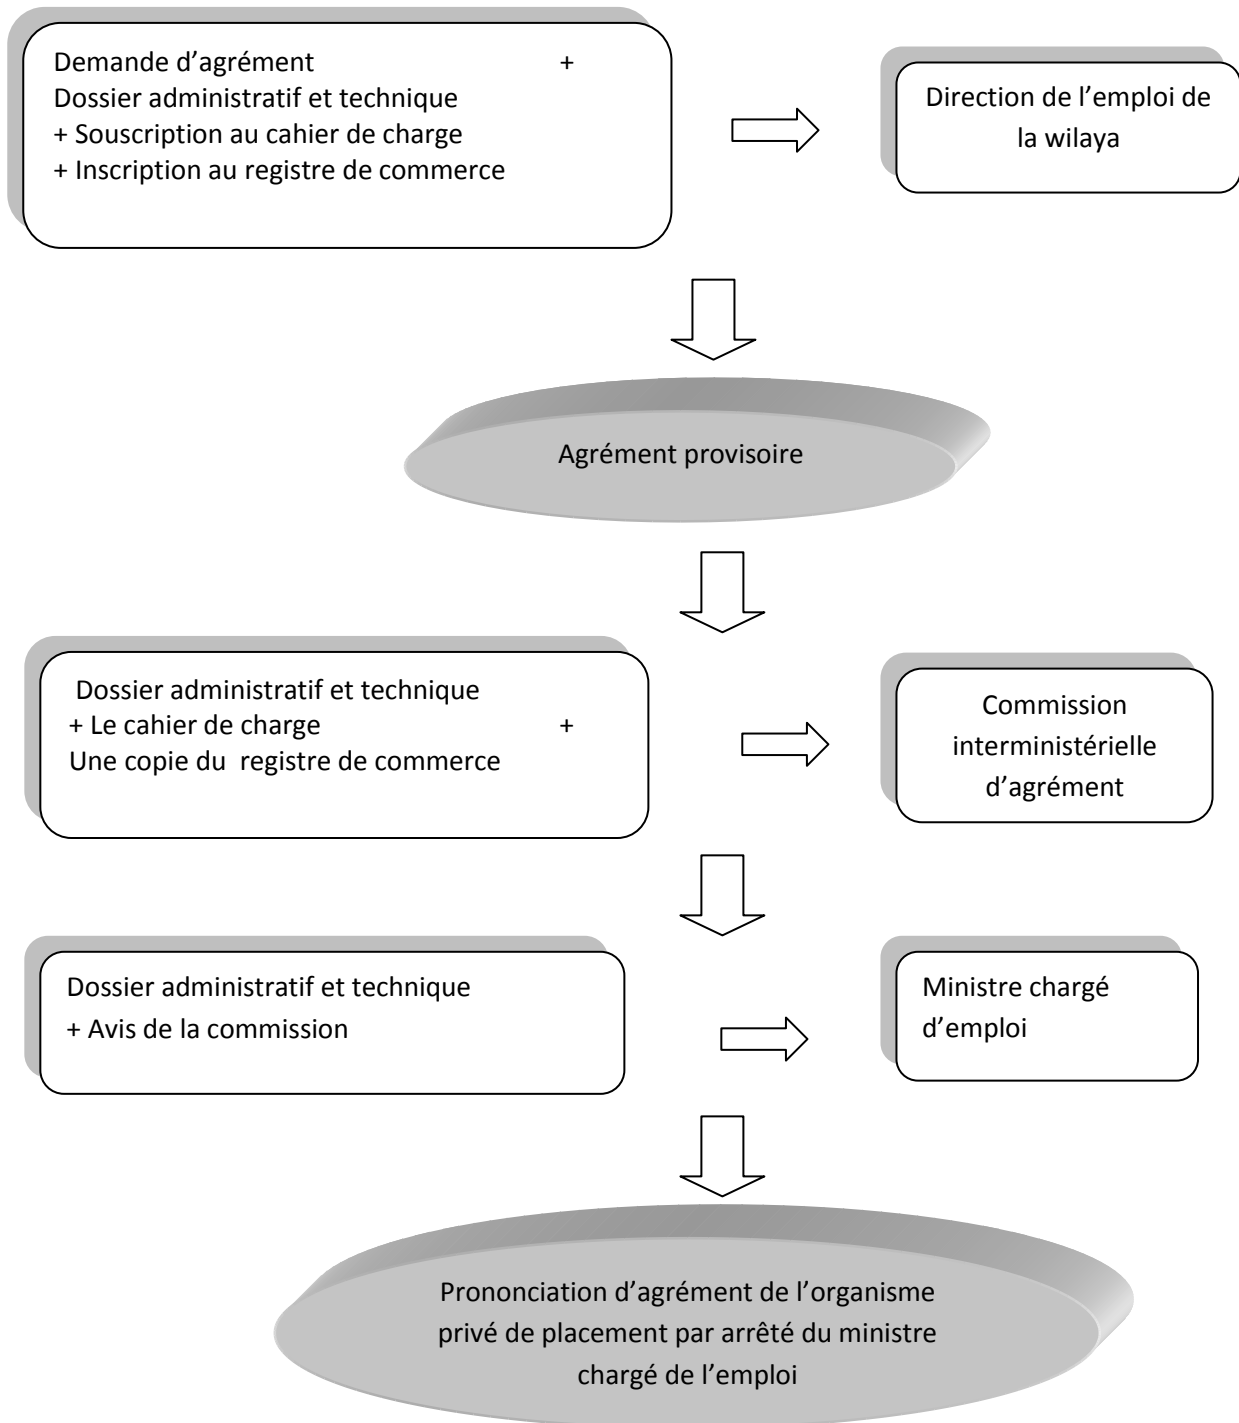 Demande d’agrément +
Dossier administratif et technique
+ Souscription au cahier de charge
+ Inscription au registre de commerce
Direction de l’emploi de
la wilaya
Agrément provisoire
Dossier administratif et technique
+ Le cahier de charge +
Une copie du registre de commerce
Commission
interministérielle
d’agrément
Dossier administratif et technique
+ Avis de la commission
Ministre chargé
d’emploi
Prononciation d’agrément de l’organisme
privé de placement par arrêté du ministre
chargé de l’emploi